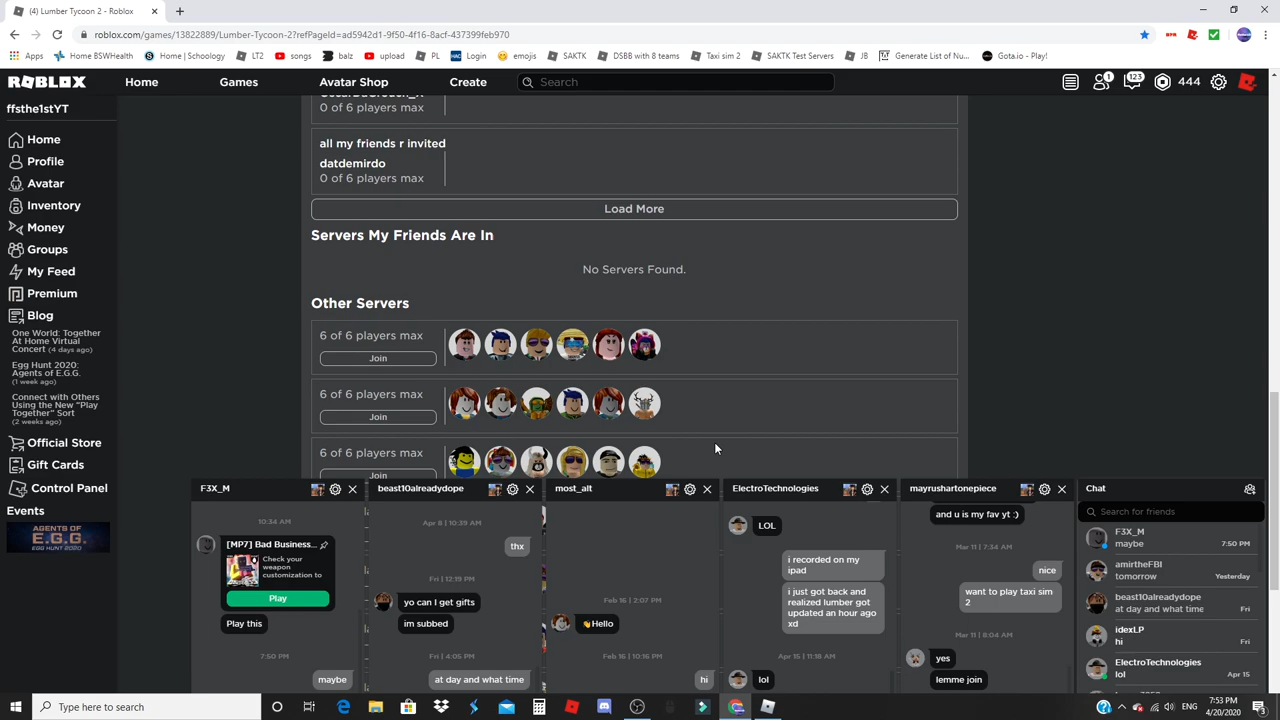 Lumber Tycoon 2 - Roblox
roblox.com/games/13822889/Lumber-Tycoon-2?refPageId=ad5942d1-9f50-4f16-8acf-437399feb970
Apps
Home | BSWHealth
Home | Schoology
LT2
songs
balz
upload
PL
Login
emojis
SAKTK
DSBB with 8 teams
Taxi sim 2
SAKTK Test Servers
JB
Generate List of Nu...
Gota.io - Play!
ROBLOX
Home
Games
Avatar Shop
Create
Search
1
123
444
ffsthe1stYT
Home
Profile
Avatar
Inventory
Money
Groups
My Feed
Premium
Blog
One World: Together
At Home Virtual
Concert (4 days ago)
Egg Hunt 2020:
Agents of E.G.G.
(1 week ago)
Connect with Others
Using the New "Play
Together" Sort
(2 weeks ago)
Official Store
Gift Cards
Control Panel
Events
AGENTS OF
E.G.G.
EGG HUNT 2020
0 of 6 players max
all my friends r invited
datdemirdo
0 of 6 players max
Load More
Servers My Friends Are In
No Servers Found.
Other Servers
6 of 6 players max
Join
6 of 6 players max
Join
6 of 6 players max
Join
F3X_M
10:34 AM
[MP7] Bad Business...
Check your
weapon
customization to
Play
Play this
7:50 PM
maybe
beast10alreadydope
Apr 8 | 10:39 AM
thx
Fri | 12:19 PM
yo can I get gifts
im subbed
Fri | 4:05 PM
at day and what time
most_alt
Feb 16 | 2:07 PM
👋Hello
Feb 16 | 10:16 PM
hi
ElectroTechnologies
LOL
i recorded on my
ipad
i just got back and
realized lumber got
updated an hour ago
xd
Apr 15 | 11:18 AM
lol
mayrushartonepiece
and u is my fav yt :)
Mar 11 | 7:34 AM
nice
want to play taxi sim
2
Mar 11 | 8:04 AM
yes
lemme join
Chat
Search for friends
F3X_M
maybe
7:50 PM
amirtheFBI
tomorrow
Yesterday
beast10alreadydope
at day and what time
Fri
idexLP
hi
Fri
ElectroTechnologies
lol
Apr 15
Type here to search
ENG
7:53 PM
4/20/2020